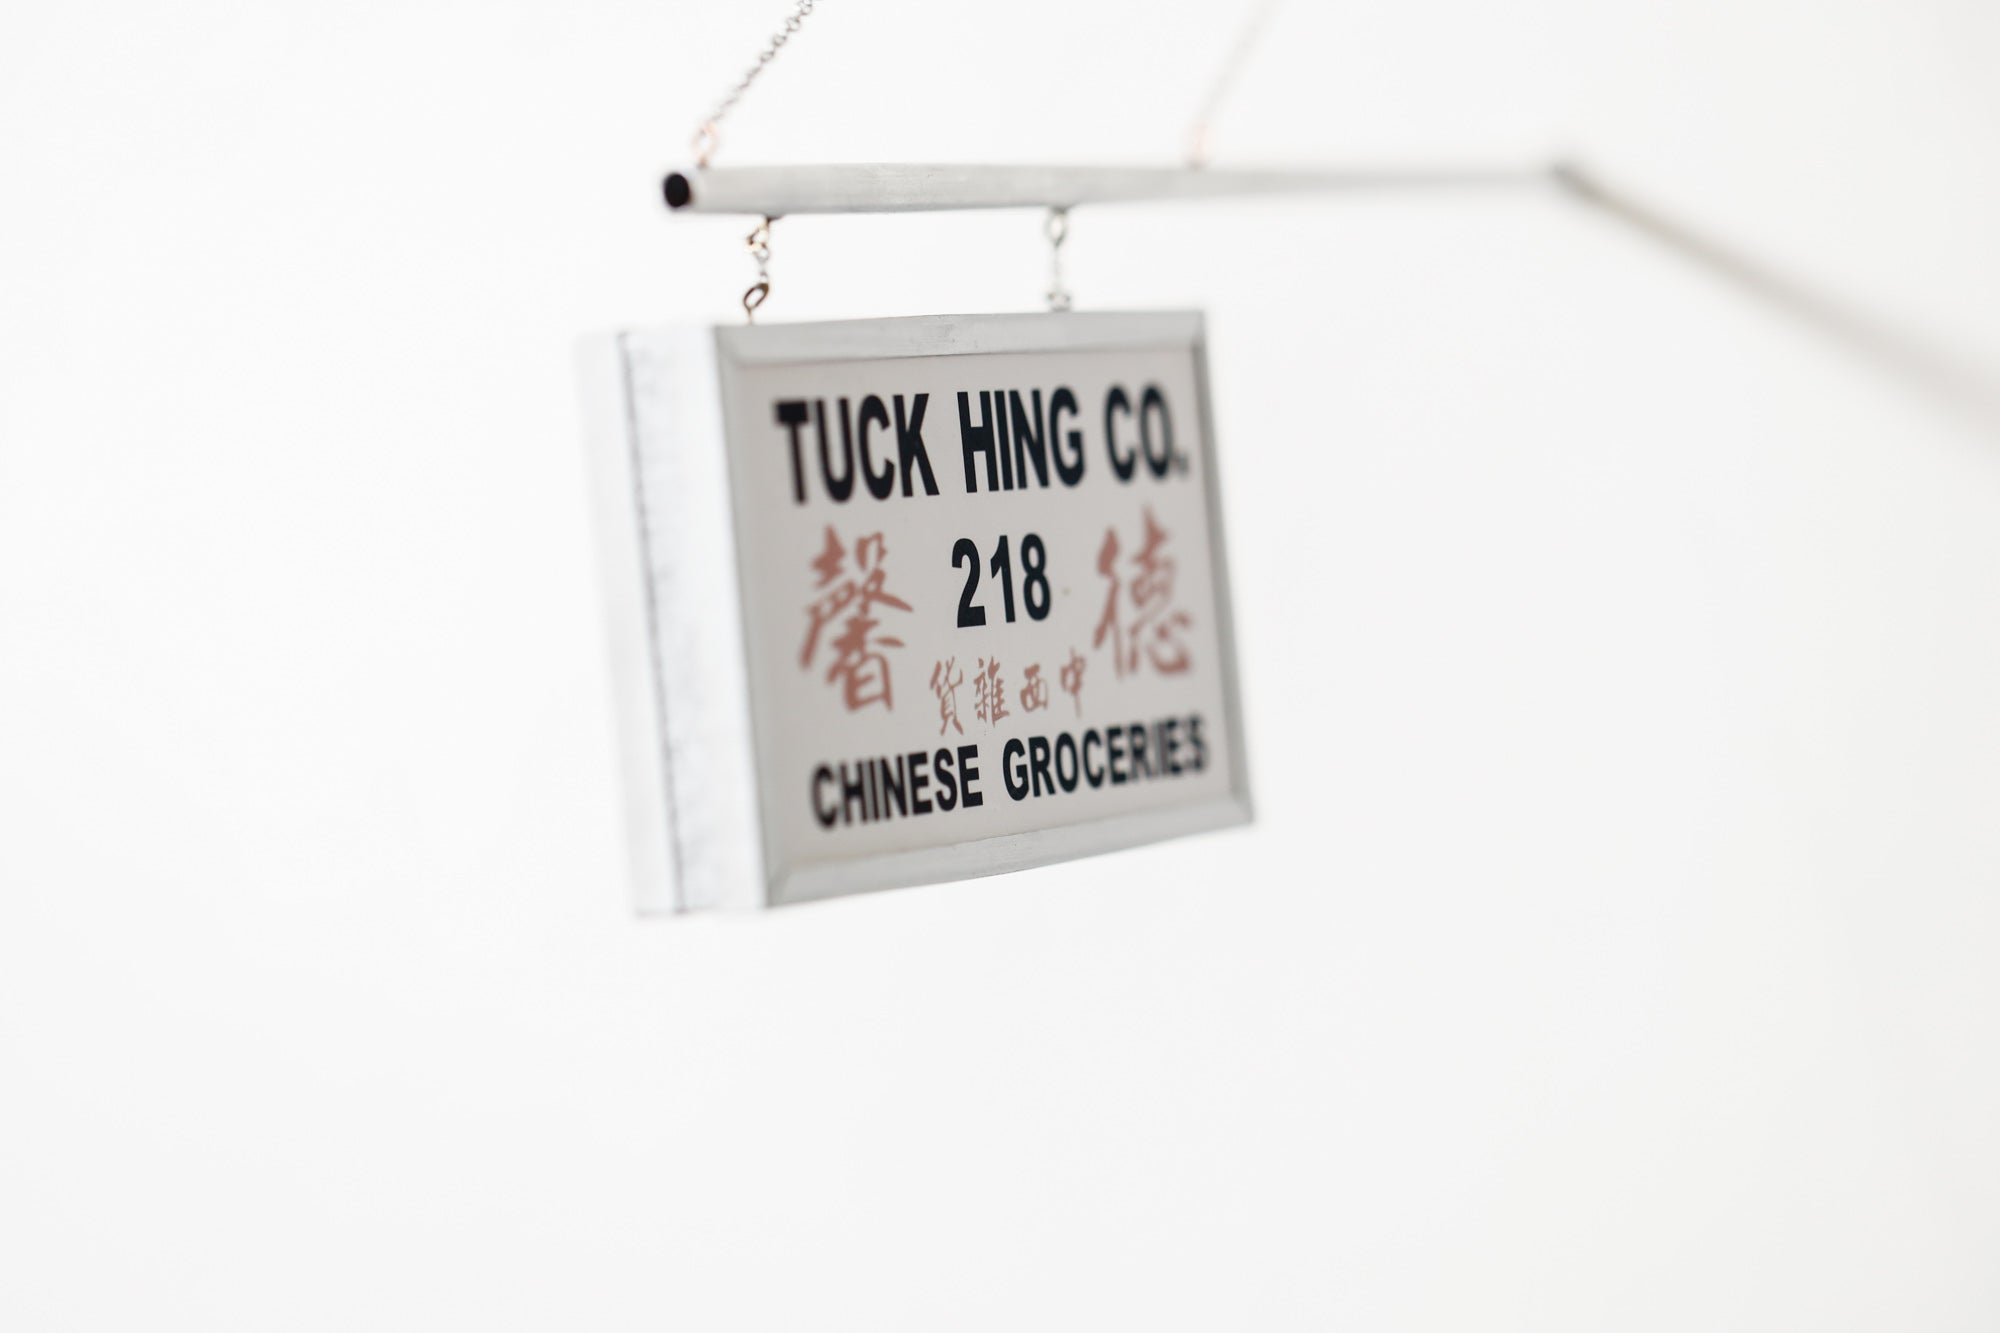 TUCK HING CO.
德 218 馨
中西雜貨
CHINESE GROCERIES